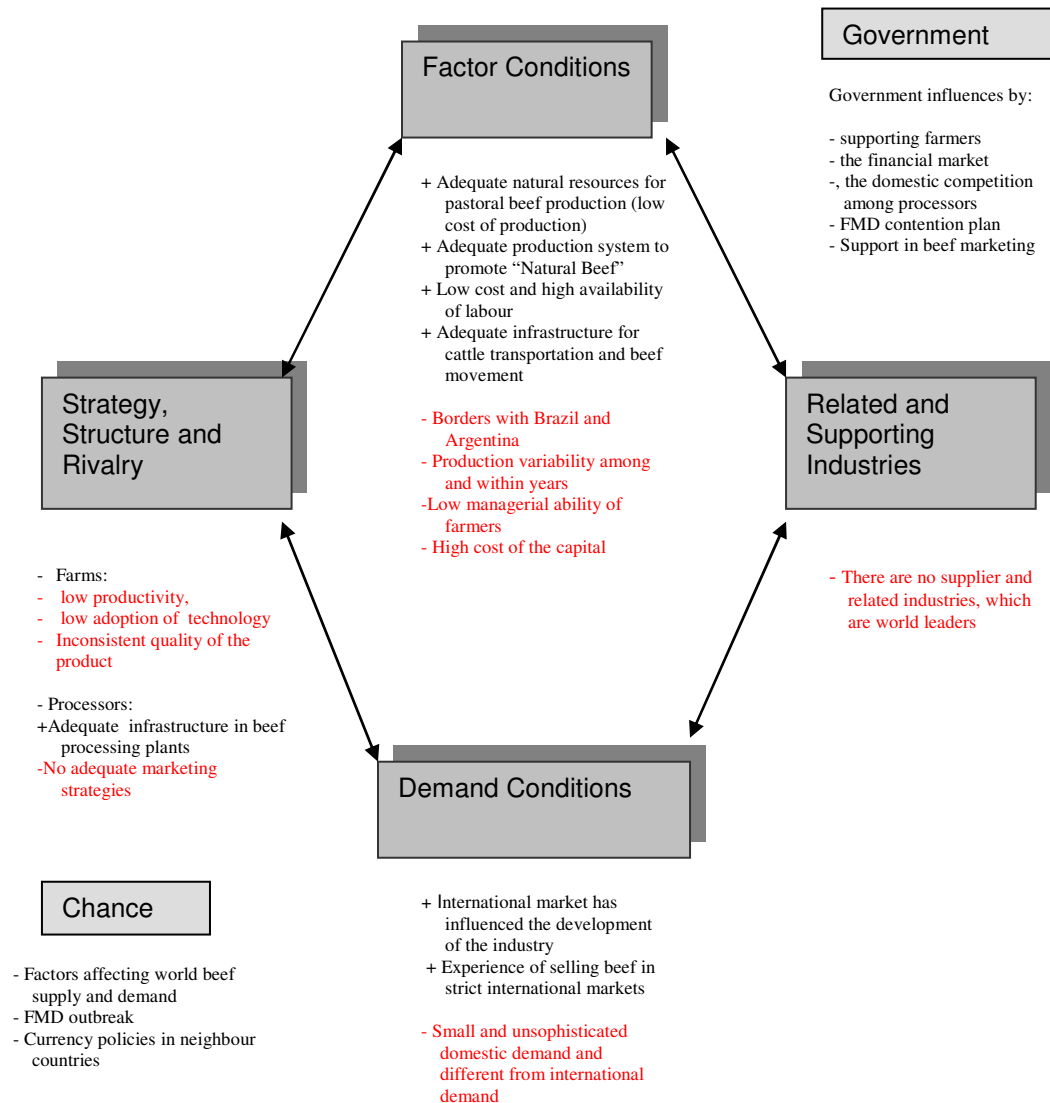 Factor Conditions
Government
Government influences by:
- supporting farmers
- the financial market
-, the domestic competition
among processors
- FMD contention plan
- Support in beef marketing
+ Adequate natural resources for
pastoral beef production (low
cost of production)
+ Adequate production system to
promote “Natural Beef”
+ Low cost and high availability
of labour
+ Adequate infrastructure for
cattle transportation and beef
movement
- Borders with Brazil and
Argentina
- Production variability among
and within years
-Low managerial ability of
farmers
- High cost of the capital
Strategy,
Structure and
Rivalry
Related and
Supporting
Industries
- Farms:
- low productivity,
- low adoption of technology
- Inconsistent quality of the
product
- Processors:
+Adequate infrastructure in beef
processing plants
-No adequate marketing
strategies
- There are no supplier and
related industries, which
are world leaders
Demand Conditions
+ International market has
influenced the development
of the industry
+ Experience of selling beef in
strict international markets
- Small and unsophisticated
domestic demand and
different from international
demand
Chance
- Factors affecting world beef
supply and demand
- FMD outbreak
- Currency policies in neighbour
countries